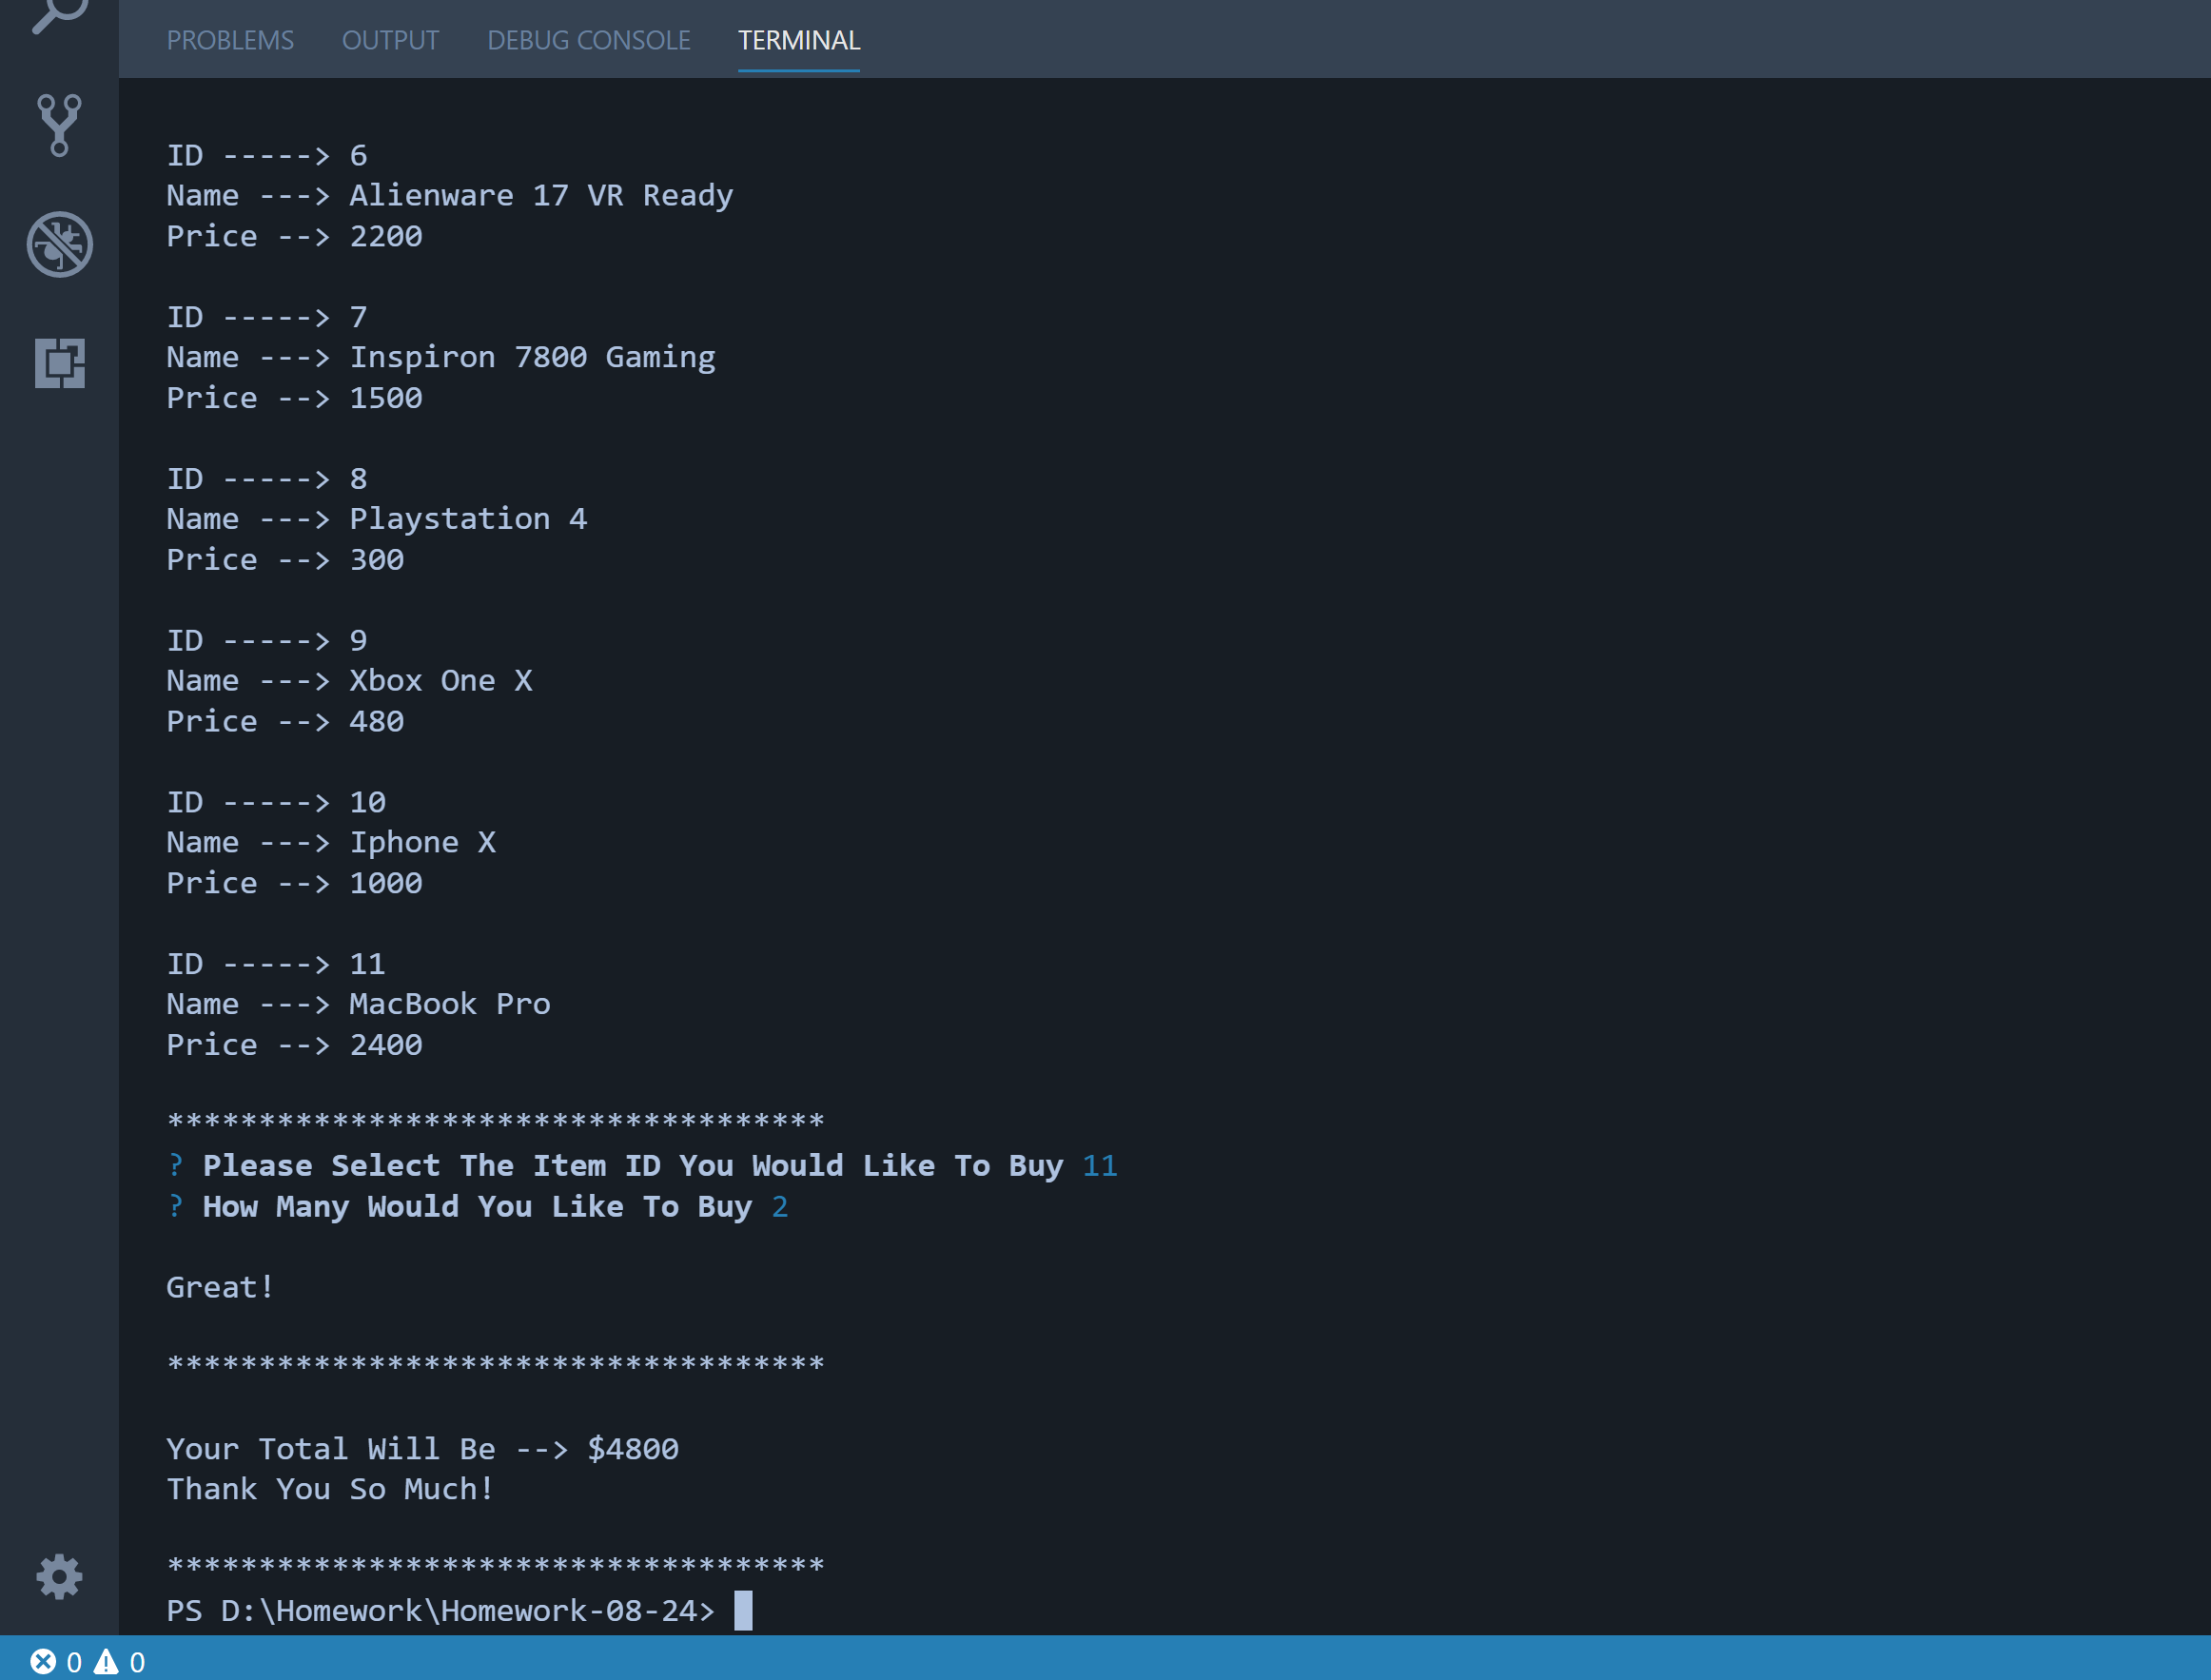 PROBLEMS OUTPUT DEBUG CONSOLE TERMINAL
ID -----> 6
Name ---> Alienware 17 VR Ready
Price --> 2200
ID -----> 7
Name ---> Inspiron 7800 Gaming
Price --> 1500
ID -----> 8
Name ---> Playstation 4
Price --> 300
ID -----> 9
Name ---> Xbox One X
Price --> 480
ID -----> 10
Name ---> Iphone X
Price --> 1000
ID -----> 11
Name ---> MacBook Pro
Price --> 2400
************************************
? Please Select The Item ID You Would Like To Buy 11
? How Many Would You Like To Buy 2
Great!
************************************
Your Total Will Be --> $4800
Thank You So Much!
************************************
PS D:\Homework\Homework-08-24>
0 0